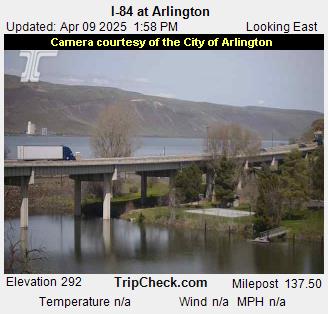 I-84 at Arlington
Updated: Apr 09 2025 1:58 PM Looking East
Camera courtesy of the City of Arlington
Elevation 292 TripCheck.com Milepost 137.50
Temperature n/a Wind n/a MPH n/a